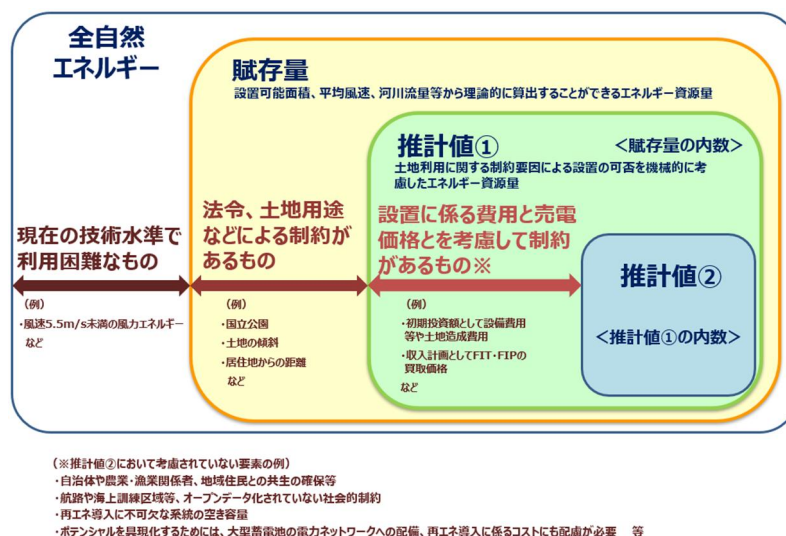 全自然
エネルギー
賦存量
設置可能面積、平均風速、河川流量等から理論的に算出することができるエネルギー資源量
推計値① ＜賦存量の内数＞
土地利用に関する制約要因による設置の可否を機械的に考
慮したエネルギー資源量
現在の技術水準で
利用困難なもの
（例）
・風速5.5m/s未満の風力エネルギー
など
法令、土地用途
などによる制約が
あるもの
（例）
・国立公園
・土地の傾斜
・居住地からの距離
など
設置に係る費用と売電
価格とを考慮して制約
があるもの※
（例）
・初期投資額として設備費用
等や土地造成費用
・収入計画としてFIT・FIPの
買取価格
など
推計値②
＜推計値①の内数＞
（※推計値②において考慮されていない要素の例）
・自治体や農業・漁業関係者、地域住民との共生の確保等
・航路や海上訓練区域等、オープンデータ化されていない社会的制約
・再エネ導入に不可欠な系統の空き容量
・ポテンシャルを具現化するためには、大型蓄電池の電力ネットワークへの配備、再エネ導入に係るコストにも配慮が必要　等